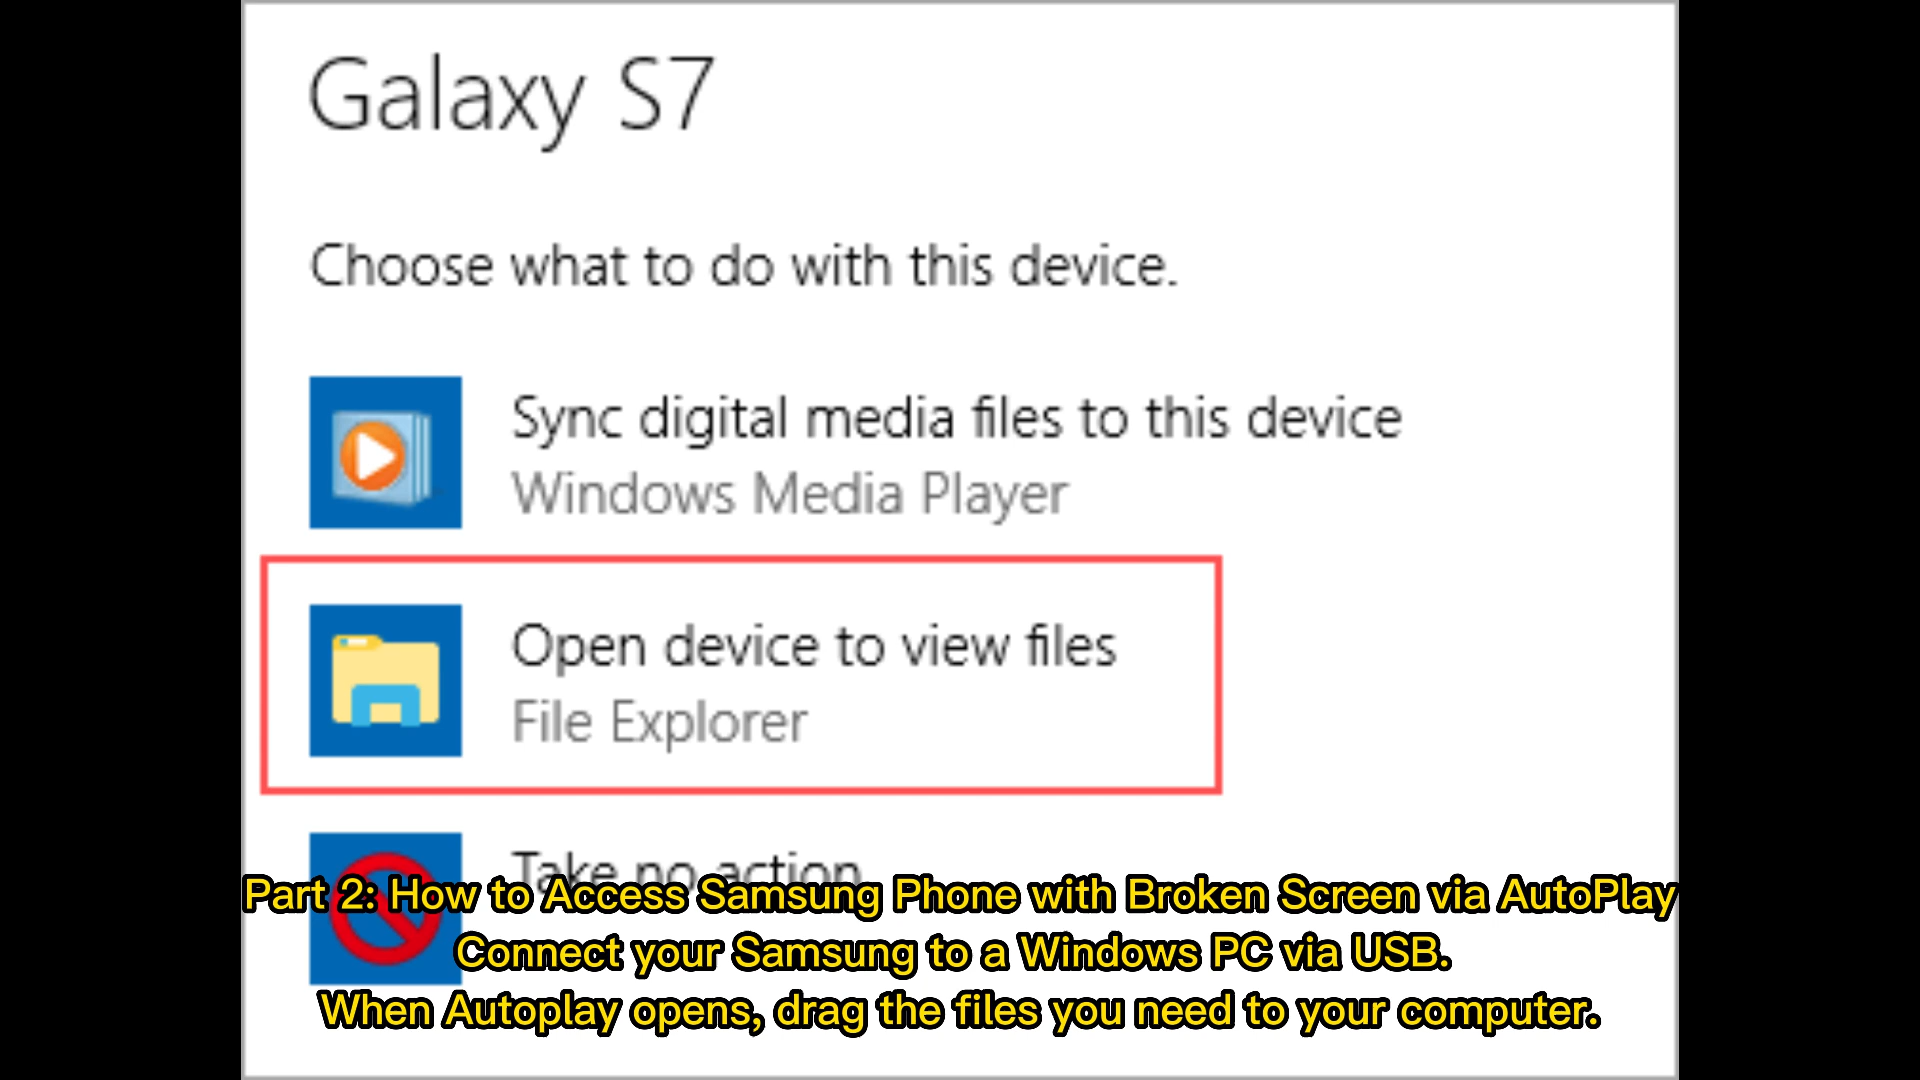 Galaxy S7
Choose what to do with this device.
Sync digital media files to this device
Windows Media Player
Open device to view files
File Explorer
Take no action
Part 2: How to Access Samsung Phone with Broken Screen via AutoPlay
Connect your Samsung to a Windows PC via USB.
When Autoplay opens, drag the files you need to your computer.